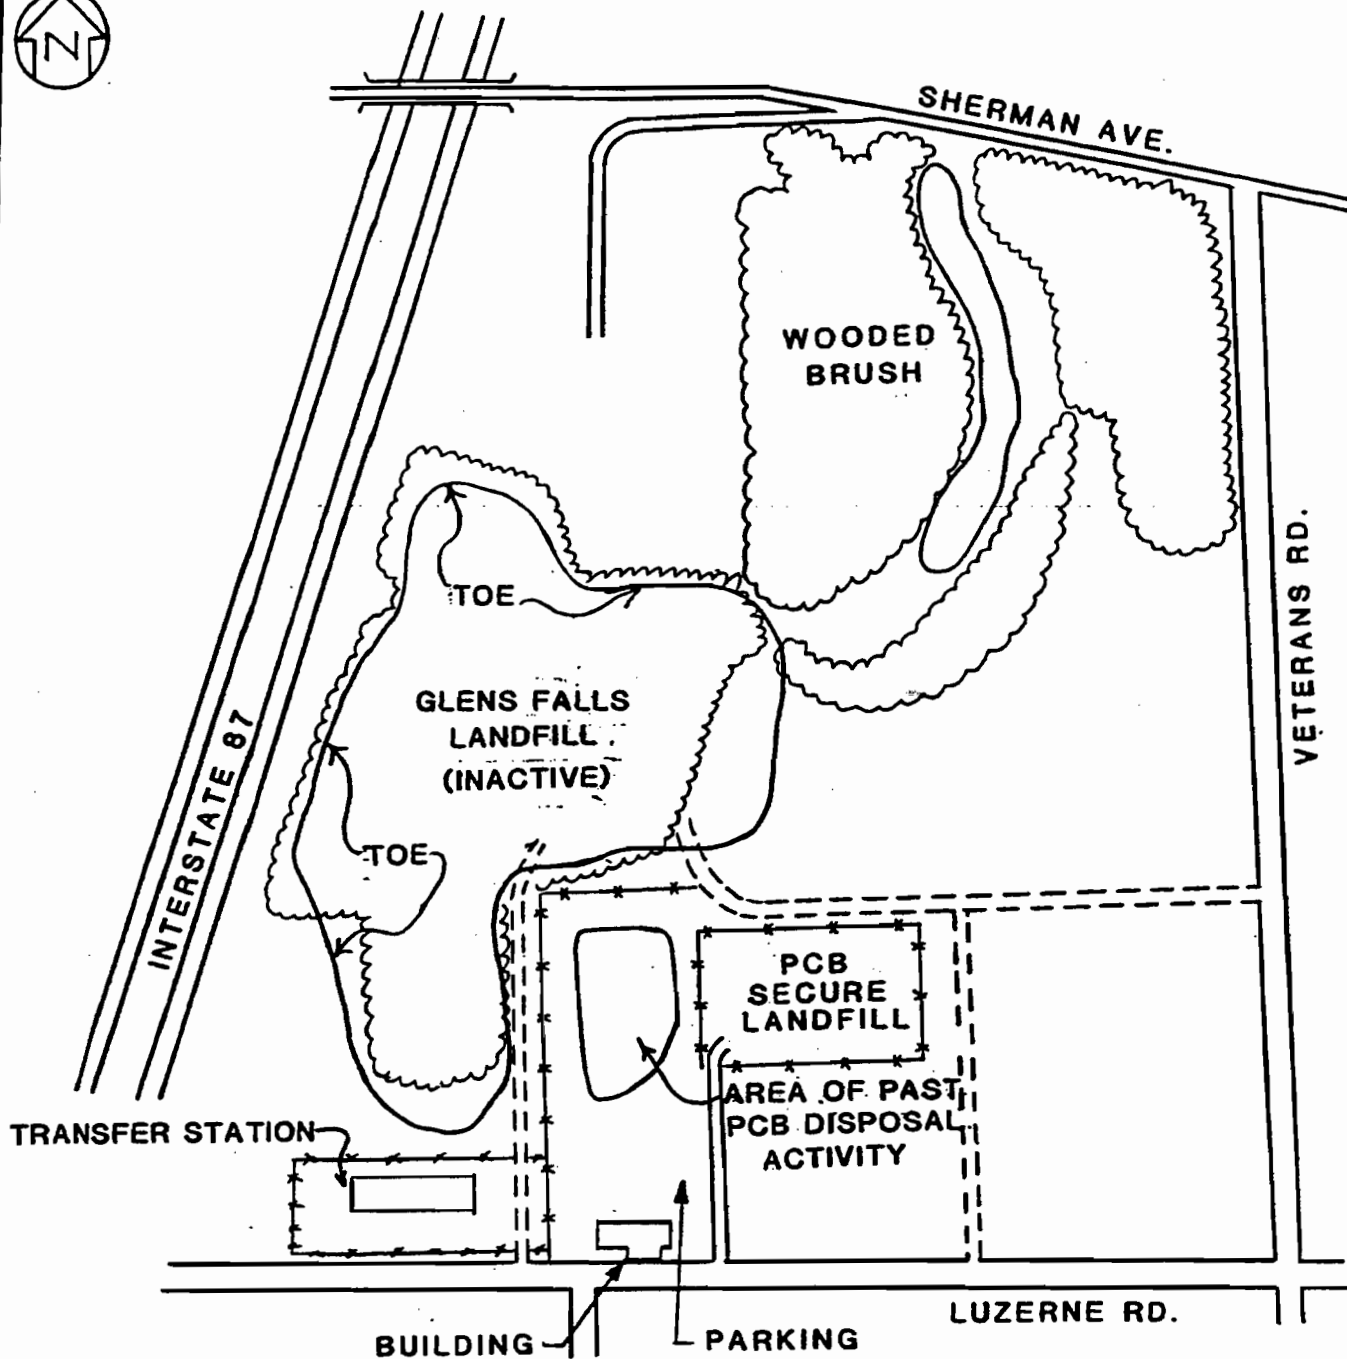 N
SHERMAN AVE.
WOODED
BRUSH
TOE
GLENS FALLS
LANDFILL
(INACTIVE)
VETERANS RD.
INTERSTATE 87
TOE
PCB
SECURE
LANDFILL
AREA OF PAST
PCB DISPOSAL
ACTIVITY
TRANSFER STATION
LUZERNE RD.
BUILDING
PARKING